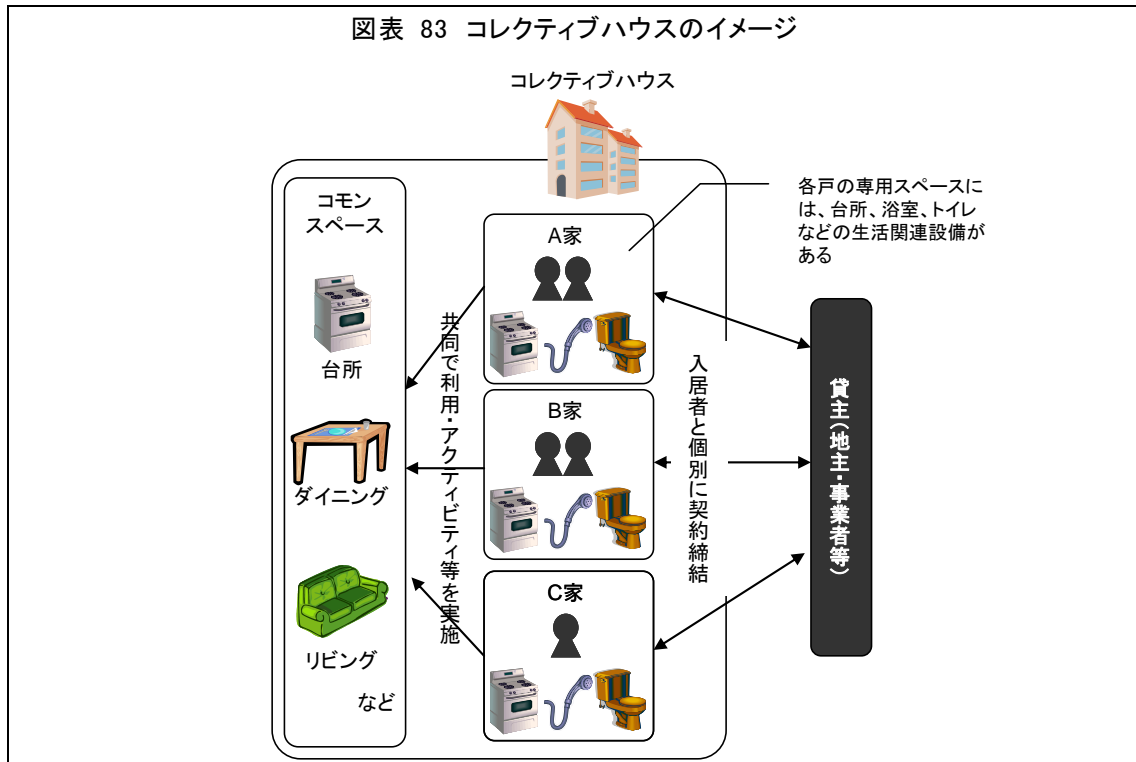 図表 83 コレクティブハウスのイメージ
コレクティブハウス
コモン
スペース
台所
ダイニング
リビング
など
共同で利用・アクティビティ等を実施
A家
B家
C家
入居者と個別に契約締結
各戸の専用スペースに
は、台所、浴室、トイレ
などの生活関連設備が
ある
貸主(地主・事業者等)